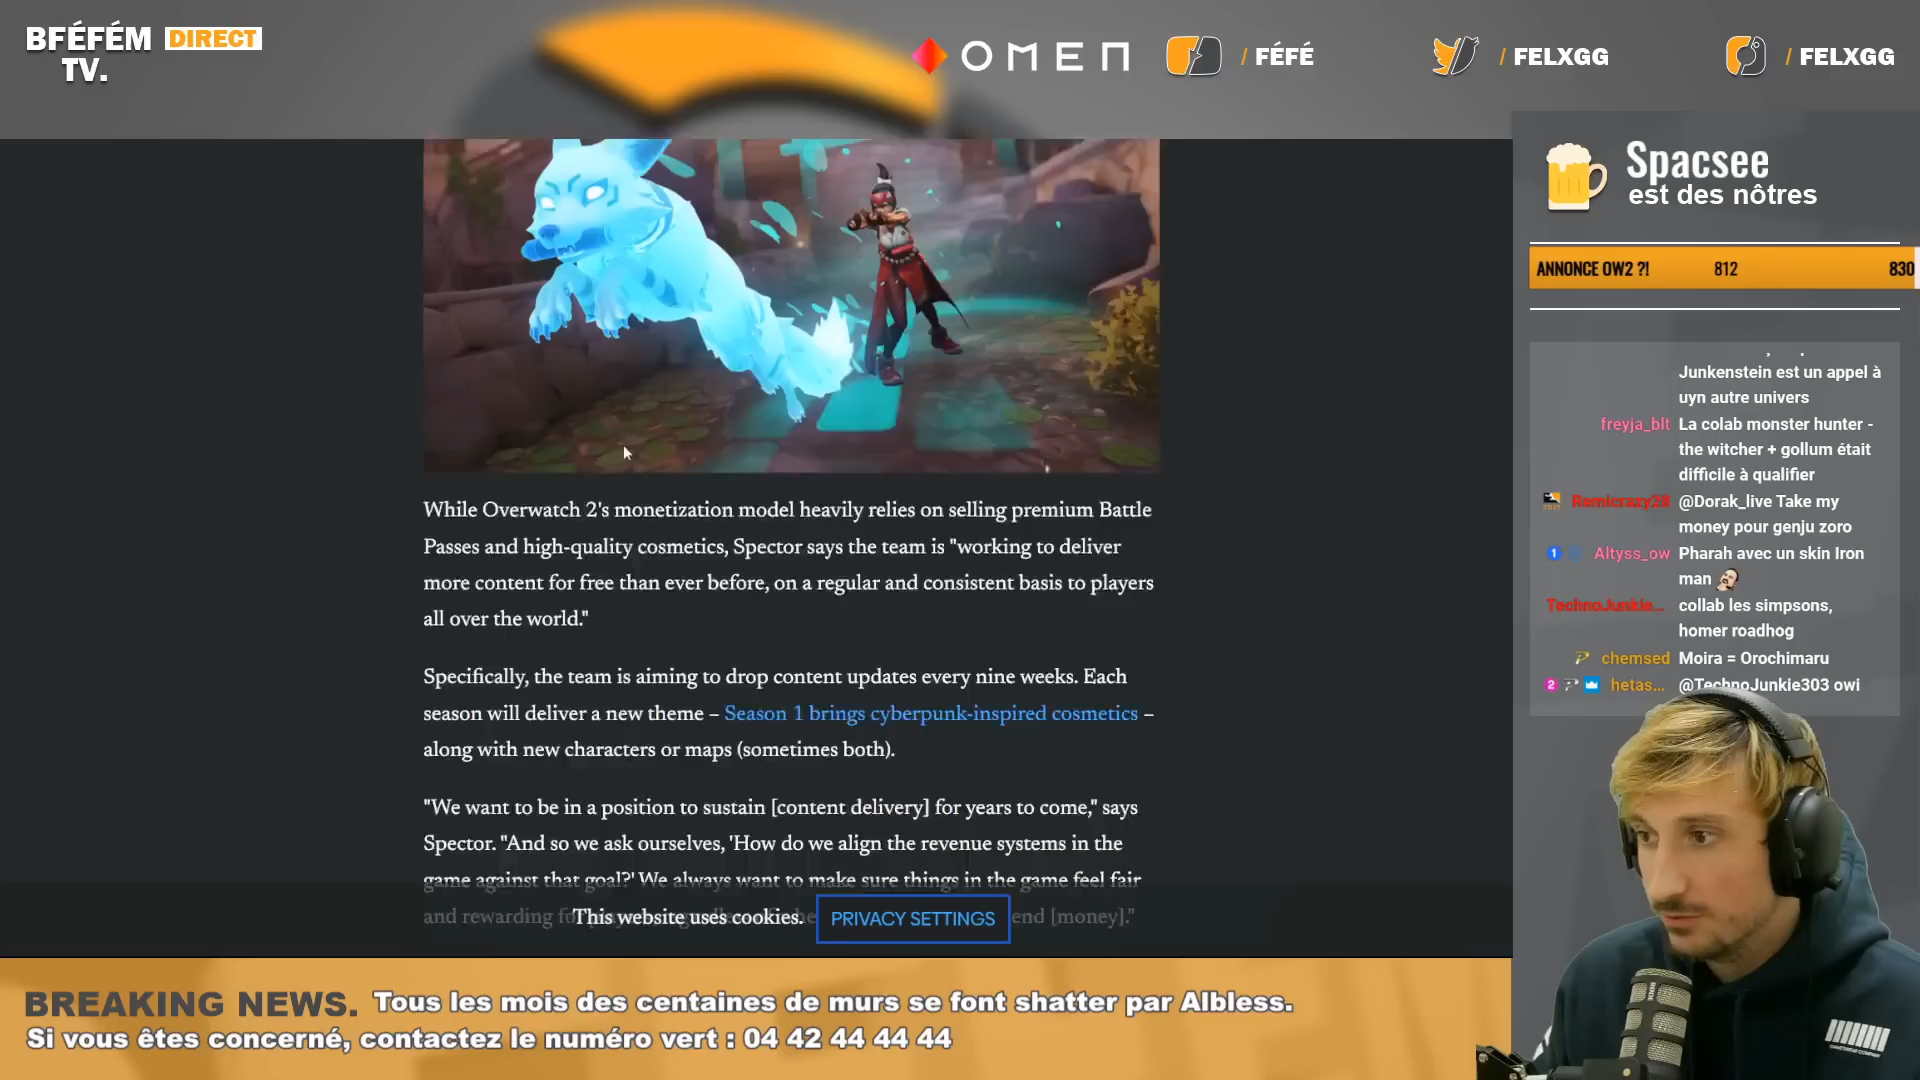 BFÉFÉM DIRECT
TV.
OMEN
/ FÉFÉ
/ FELXGG
/ FELXGG
Spacsee
est des nôtres
ANNONCE OW2 ?! 812 830
Junkenstein est un appel à
uyn autre univers
freyja_blt La colab monster hunter -
the witcher + gollum était
difficile à qualifier
Remicrazy28 @Dorak_live Take my
money pour genju zoro
Altyss_ow Pharah avec un skin Iron
man
TechnoJunkie... collab les simpsons,
homer roadhog
chemsed Moira = Orochimaru
hetas... @TechnoJunkie303 owi
While Overwatch 2's monetization model heavily relies on selling premium Battle
Passes and high-quality cosmetics, Spector says the team is "working to deliver
more content for free than ever before, on a regular and consistent basis to players
all over the world."
Specifically, the team is aiming to drop content updates every nine weeks. Each
season will deliver a new theme – Season 1 brings cyberpunk-inspired cosmetics –
along with new characters or maps (sometimes both).
"We want to be in a position to sustain [content delivery] for years to come," says
Spector. "And so we ask ourselves, 'How do we align the revenue systems in the
game against that goal?' We always want to make sure things in the game feel fair
and rewarding end [money]."
This website uses cookies. PRIVACY SETTINGS
BREAKING NEWS. Tous les mois des centaines de murs se font shatter par Albless.
Si vous êtes concerné, contactez le numéro vert : 04 42 44 44 44